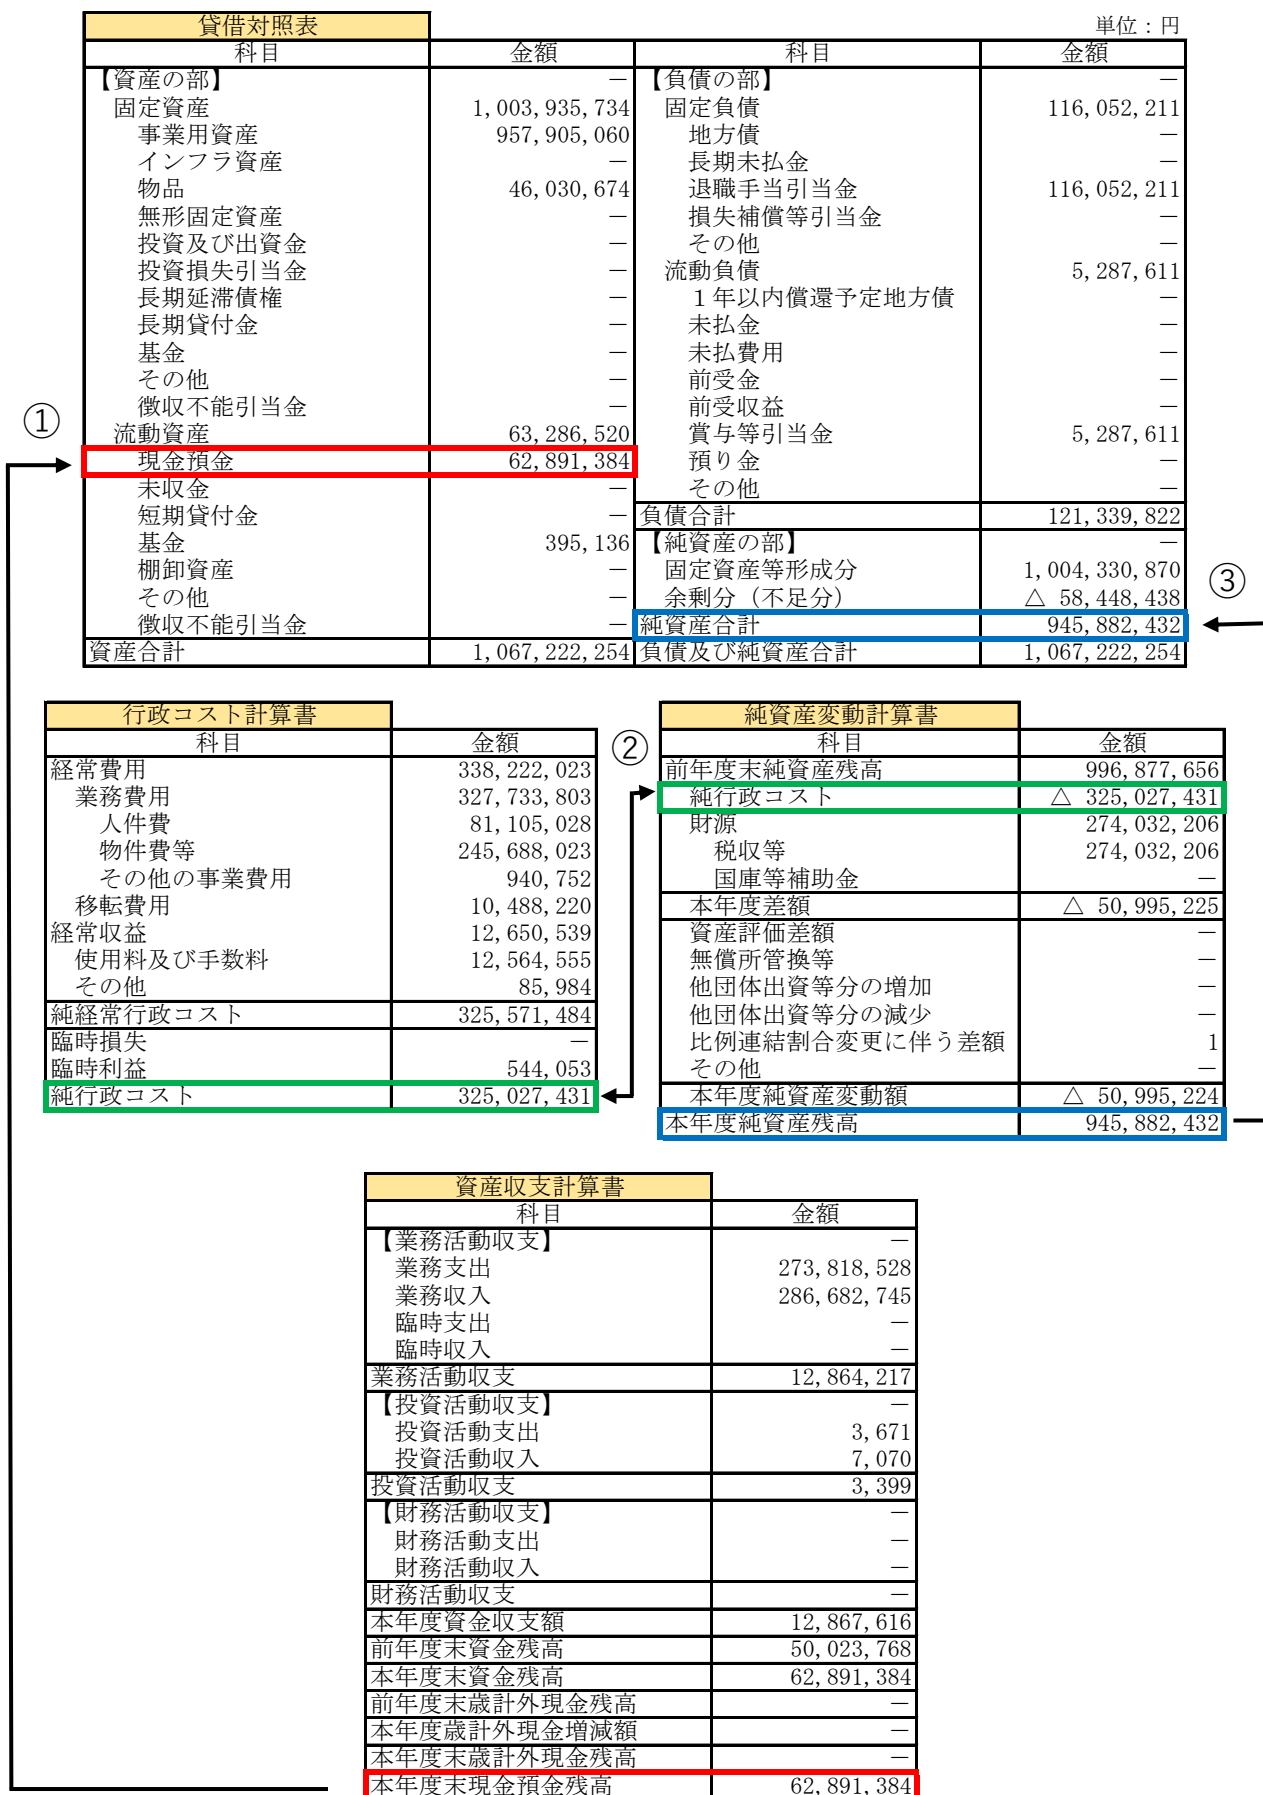 貸借対照表 単位：円
科目 金額 科目 金額
【資産の部】 － 【負債の部】 －
固定資産 1,003,935,734 固定負債 116,052,211
事業用資産 957,905,060 地方債 －
インフラ資産 － 長期未払金 －
物品 46,030,674 退職手当引当金 116,052,211
無形固定資産 － 損失補償等引当金 －
投資及び出資金 － その他 －
投資損失引当金 － 流動負債 5,287,611
長期延滞債権 － １年以内償還予定地方債 －
長期貸付金 － 未払金 －
基金 － 未払費用 －
その他 － 前受金 －
徴収不能引当金 － 前受収益 －
① 流動資産 63,286,520 賞与等引当金 5,287,611
現金預金 62,891,384 預り金 －
未収金 － その他 －
短期貸付金 － 負債合計 121,339,822
基金 395,136 【純資産の部】 －
棚卸資産 － 固定資産等形成分 1,004,330,870
その他 － 余剰分（不足分） △ 58,448,438 ③
徴収不能引当金 － 純資産合計 945,882,432
資産合計 1,067,222,254 負債及び純資産合計 1,067,222,254
行政コスト計算書
科目 金額
経常費用 338,222,023
業務費用 327,733,803
人件費 81,105,028
物件費等 245,688,023
その他の事業費用 940,752
移転費用 10,488,220
経常収益 12,650,539
使用料及び手数料 12,564,555
その他 85,984
純経常行政コスト 325,571,484
臨時損失 －
臨時利益 544,053
純行政コスト 325,027,431
②
純資産変動計算書
科目 金額
前年度末純資産残高 996,877,656
純行政コスト △ 325,027,431
財源 274,032,206
税収等 274,032,206
国庫等補助金 －
本年度差額 △ 50,995,225
資産評価差額 －
無償所管換等 －
他団体出資等分の増加 －
他団体出資等分の減少 －
比例連結割合変更に伴う差額 1
その他 －
本年度純資産変動額 △ 50,995,224
本年度純資産残高 945,882,432
資産収支計算書
科目 金額
【業務活動収支】 －
業務支出 273,818,528
業務収入 286,682,745
臨時支出 －
臨時収入 －
業務活動収支 12,864,217
【投資活動収支】 －
投資活動支出 3,671
投資活動収入 7,070
投資活動収支 3,399
【財務活動収支】 －
財務活動支出 －
財務活動収入 －
財務活動収支 －
本年度資金収支額 12,867,616
前年度末資金残高 50,023,768
本年度末資金残高 62,891,384
前年度末歳計外現金残高 －
本年度歳計外現金増減額 －
本年度末歳計外現金残高 －
本年度末現金預金残高 62,891,384